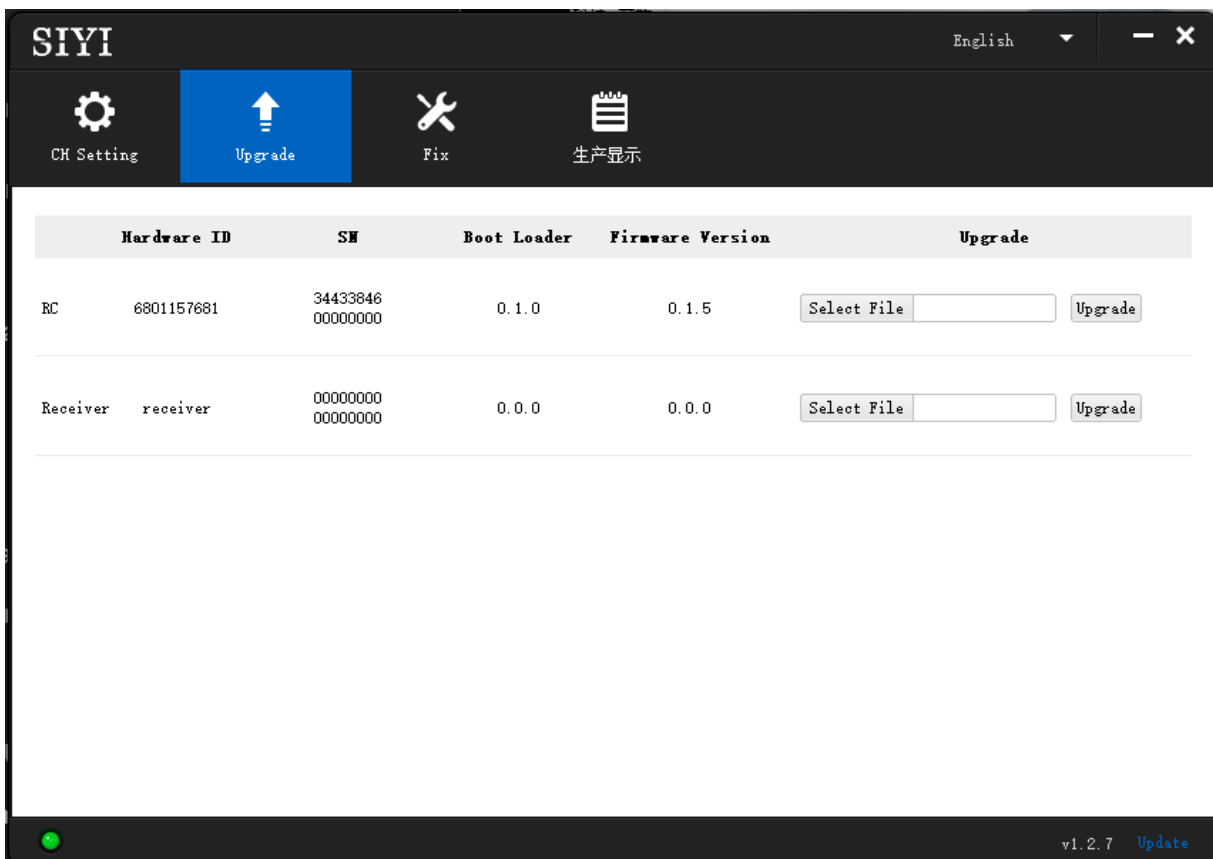 SIYI
English
CH Setting
Upgrade
Fix
生产显示
Hardware ID SN Boot Loader Firmware Version Upgrade
RC 6801157681 34433846 0.1.0 0.1.5 Select File Upgrade
00000000
Receiver receiver 00000000 0.0.0 0.0.0 Select File Upgrade
00000000
v1.2.7 Update